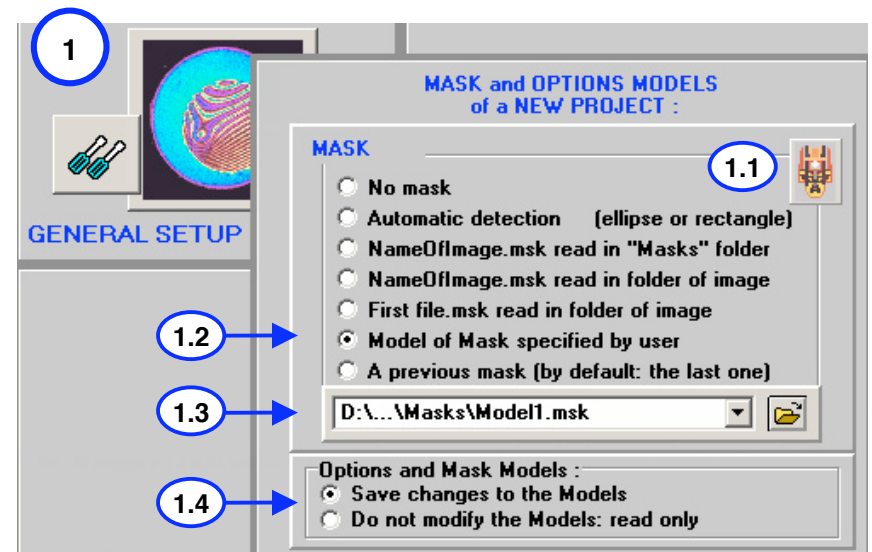 1
MASK and OPTIONS MODELS
of a NEW PROJECT :
MASK
1.1
No mask
Automatic detection (ellipse or rectangle)
GENERAL SETUP
NameOfImage.msk read in "Masks" folder
NameOfImage.msk read in folder of image
First file.msk read in folder of image
1.2
Model of Mask specified by user
A previous mask (by default: the last one)
1.3
D:\...\Masks\Model1.msk
Options and Mask Models :
1.4
Save changes to the Models
Do not modify the Models: read only